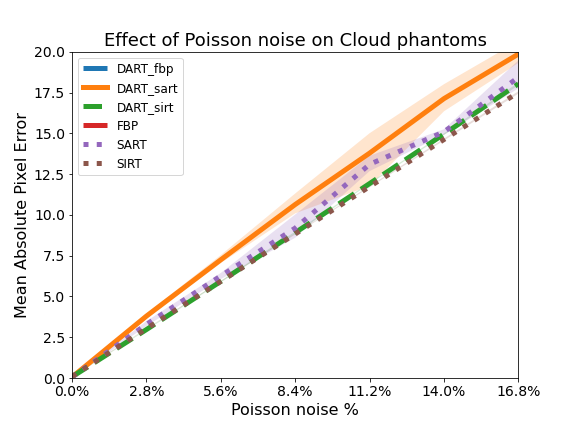 Effect of Poisson noise on Cloud phantoms
Mean Absolute Pixel Error
20.0
17.5
15.0
12.5
10.0
7.5
5.0
2.5
0.0
DART_fbp
DART_sart
DART_sirt
FBP
SART
SIRT
0.0% 2.8% 5.6% 8.4% 11.2% 14.0% 16.8%
Poisson noise %